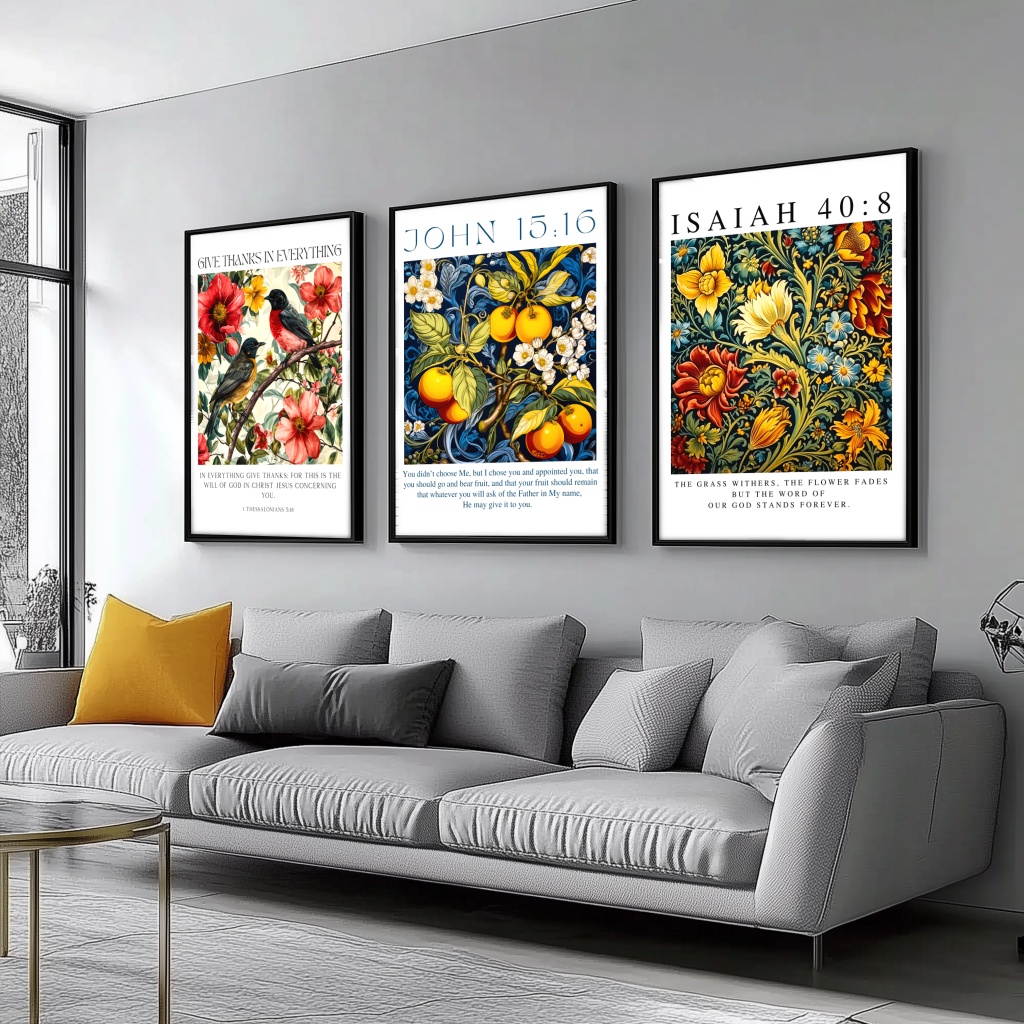 GIVE THANKS IN EVERYTHING
IN EVERYTHING GIVE THANKS: FOR THIS IS THE
WILL OF GOD IN CHRIST JESUS CONCERNING
YOU.
1 THESSALONIANS 5:18
JOHN 15:16
You didn't choose Me, but I chose you and appointed you, that
you should go and bear fruit, and that your fruit should remain
that whatever you will ask of the Father in My name,
He may give it to you.
ISAIAH 40:8
THE GRASS WITHERS, THE FLOWER FADES
BUT THE WORD OF
OUR GOD STANDS FOREVER.